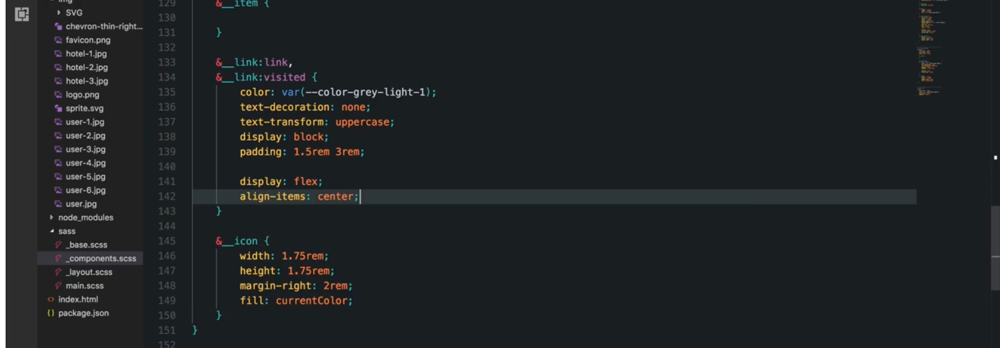 img
SVG
chevron-thin-right...
favicon.png
hotel-1.jpg
hotel-2.jpg
hotel-3.jpg
logo.png
sprite.svg
user-1.jpg
user-2.jpg
user-3.jpg
user-4.jpg
user-5.jpg
user-6.jpg
user.jpg
node_modules
sass
_base.scss
_components.scss
_layout.scss
main.scss
index.html
{} package.json
129 &__item {
130
131 }
132
133 &__link:link,
134 &__link:visited {
135 color: var(--color-grey-light-1);
136 text-decoration: none;
137 text-transform: uppercase;
138 display: block;
139 padding: 1.5rem 3rem;
140
141 display: flex;
142 align-items: center;
143 }
144
145 &__icon {
146 width: 1.75rem;
147 height: 1.75rem;
148 margin-right: 2rem;
149 fill: currentColor;
150 }
151 }
152